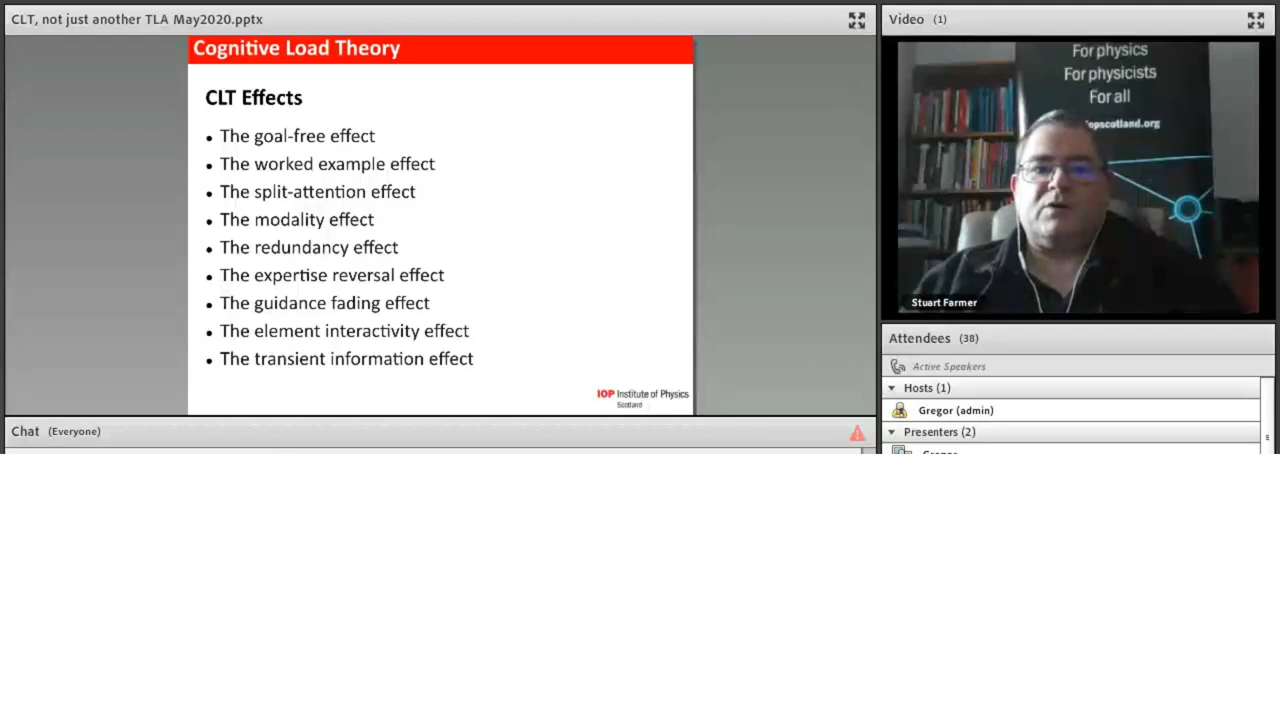 CLT, not just another TLA May2020.pptx
Cognitive Load Theory
CLT Effects
• The goal-free effect
• The worked example effect
• The split-attention effect
• The modality effect
• The redundancy effect
• The expertise reversal effect
• The guidance fading effect
• The element interactivity effect
• The transient information effect
IOP Institute of Physics
Scotland
Chat (Everyone)
Video (1)
For physics
For physicists
For all
iopscotland.org
Stuart Farmer
Attendees (38)
Active Speakers
Hosts (1)
Gregor (admin)
Presenters (2)
Gregor